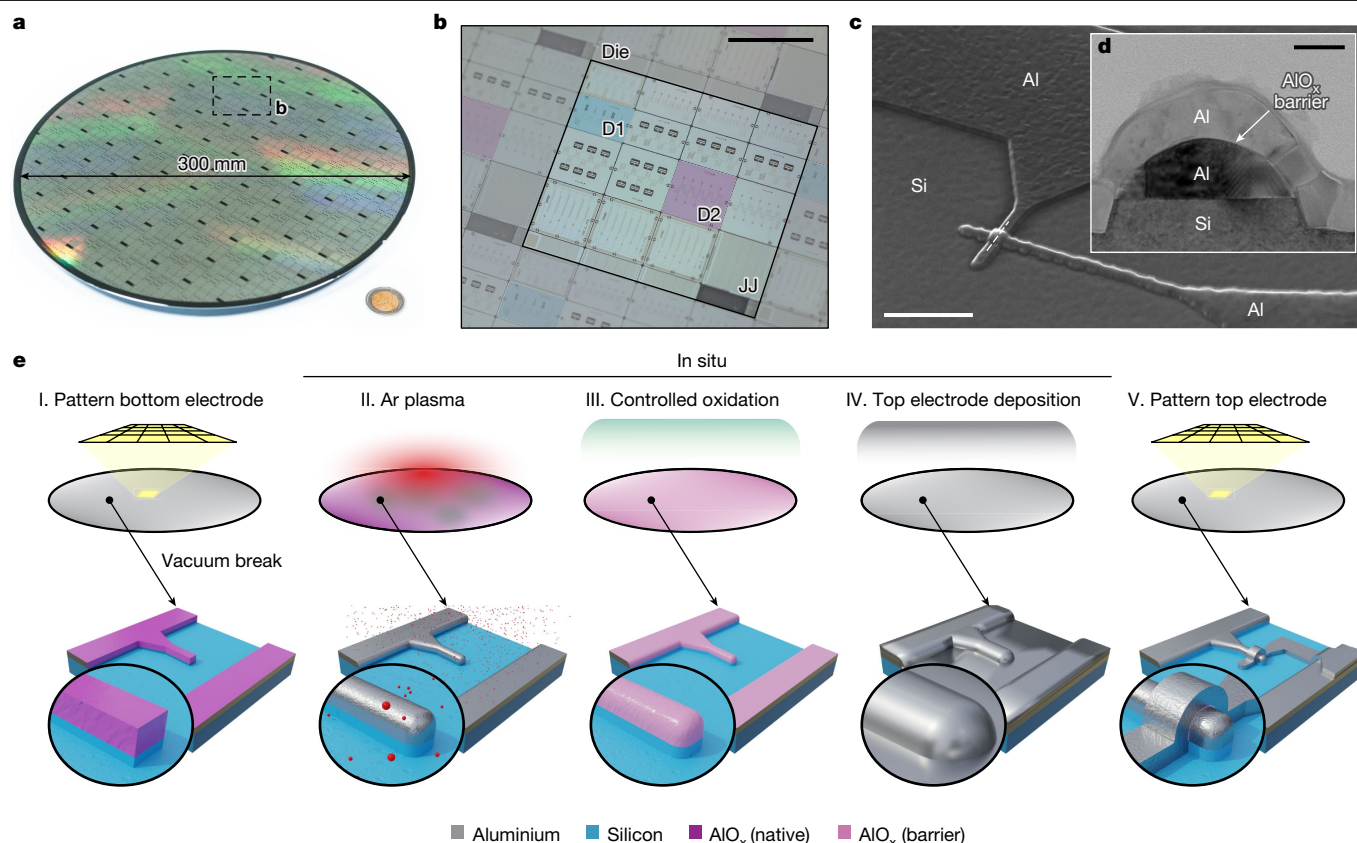 a
b
300 mm
b
Die
D1
D2
JJ
c
Al
Si
Al
d
AlOx
barrier
Al
Al
Si
e
In situ
I. Pattern bottom electrode
II. Ar plasma
III. Controlled oxidation
IV. Top electrode deposition
V. Pattern top electrode
Vacuum break
Aluminium
Silicon
AlOx (native)
AlOx (barrier)